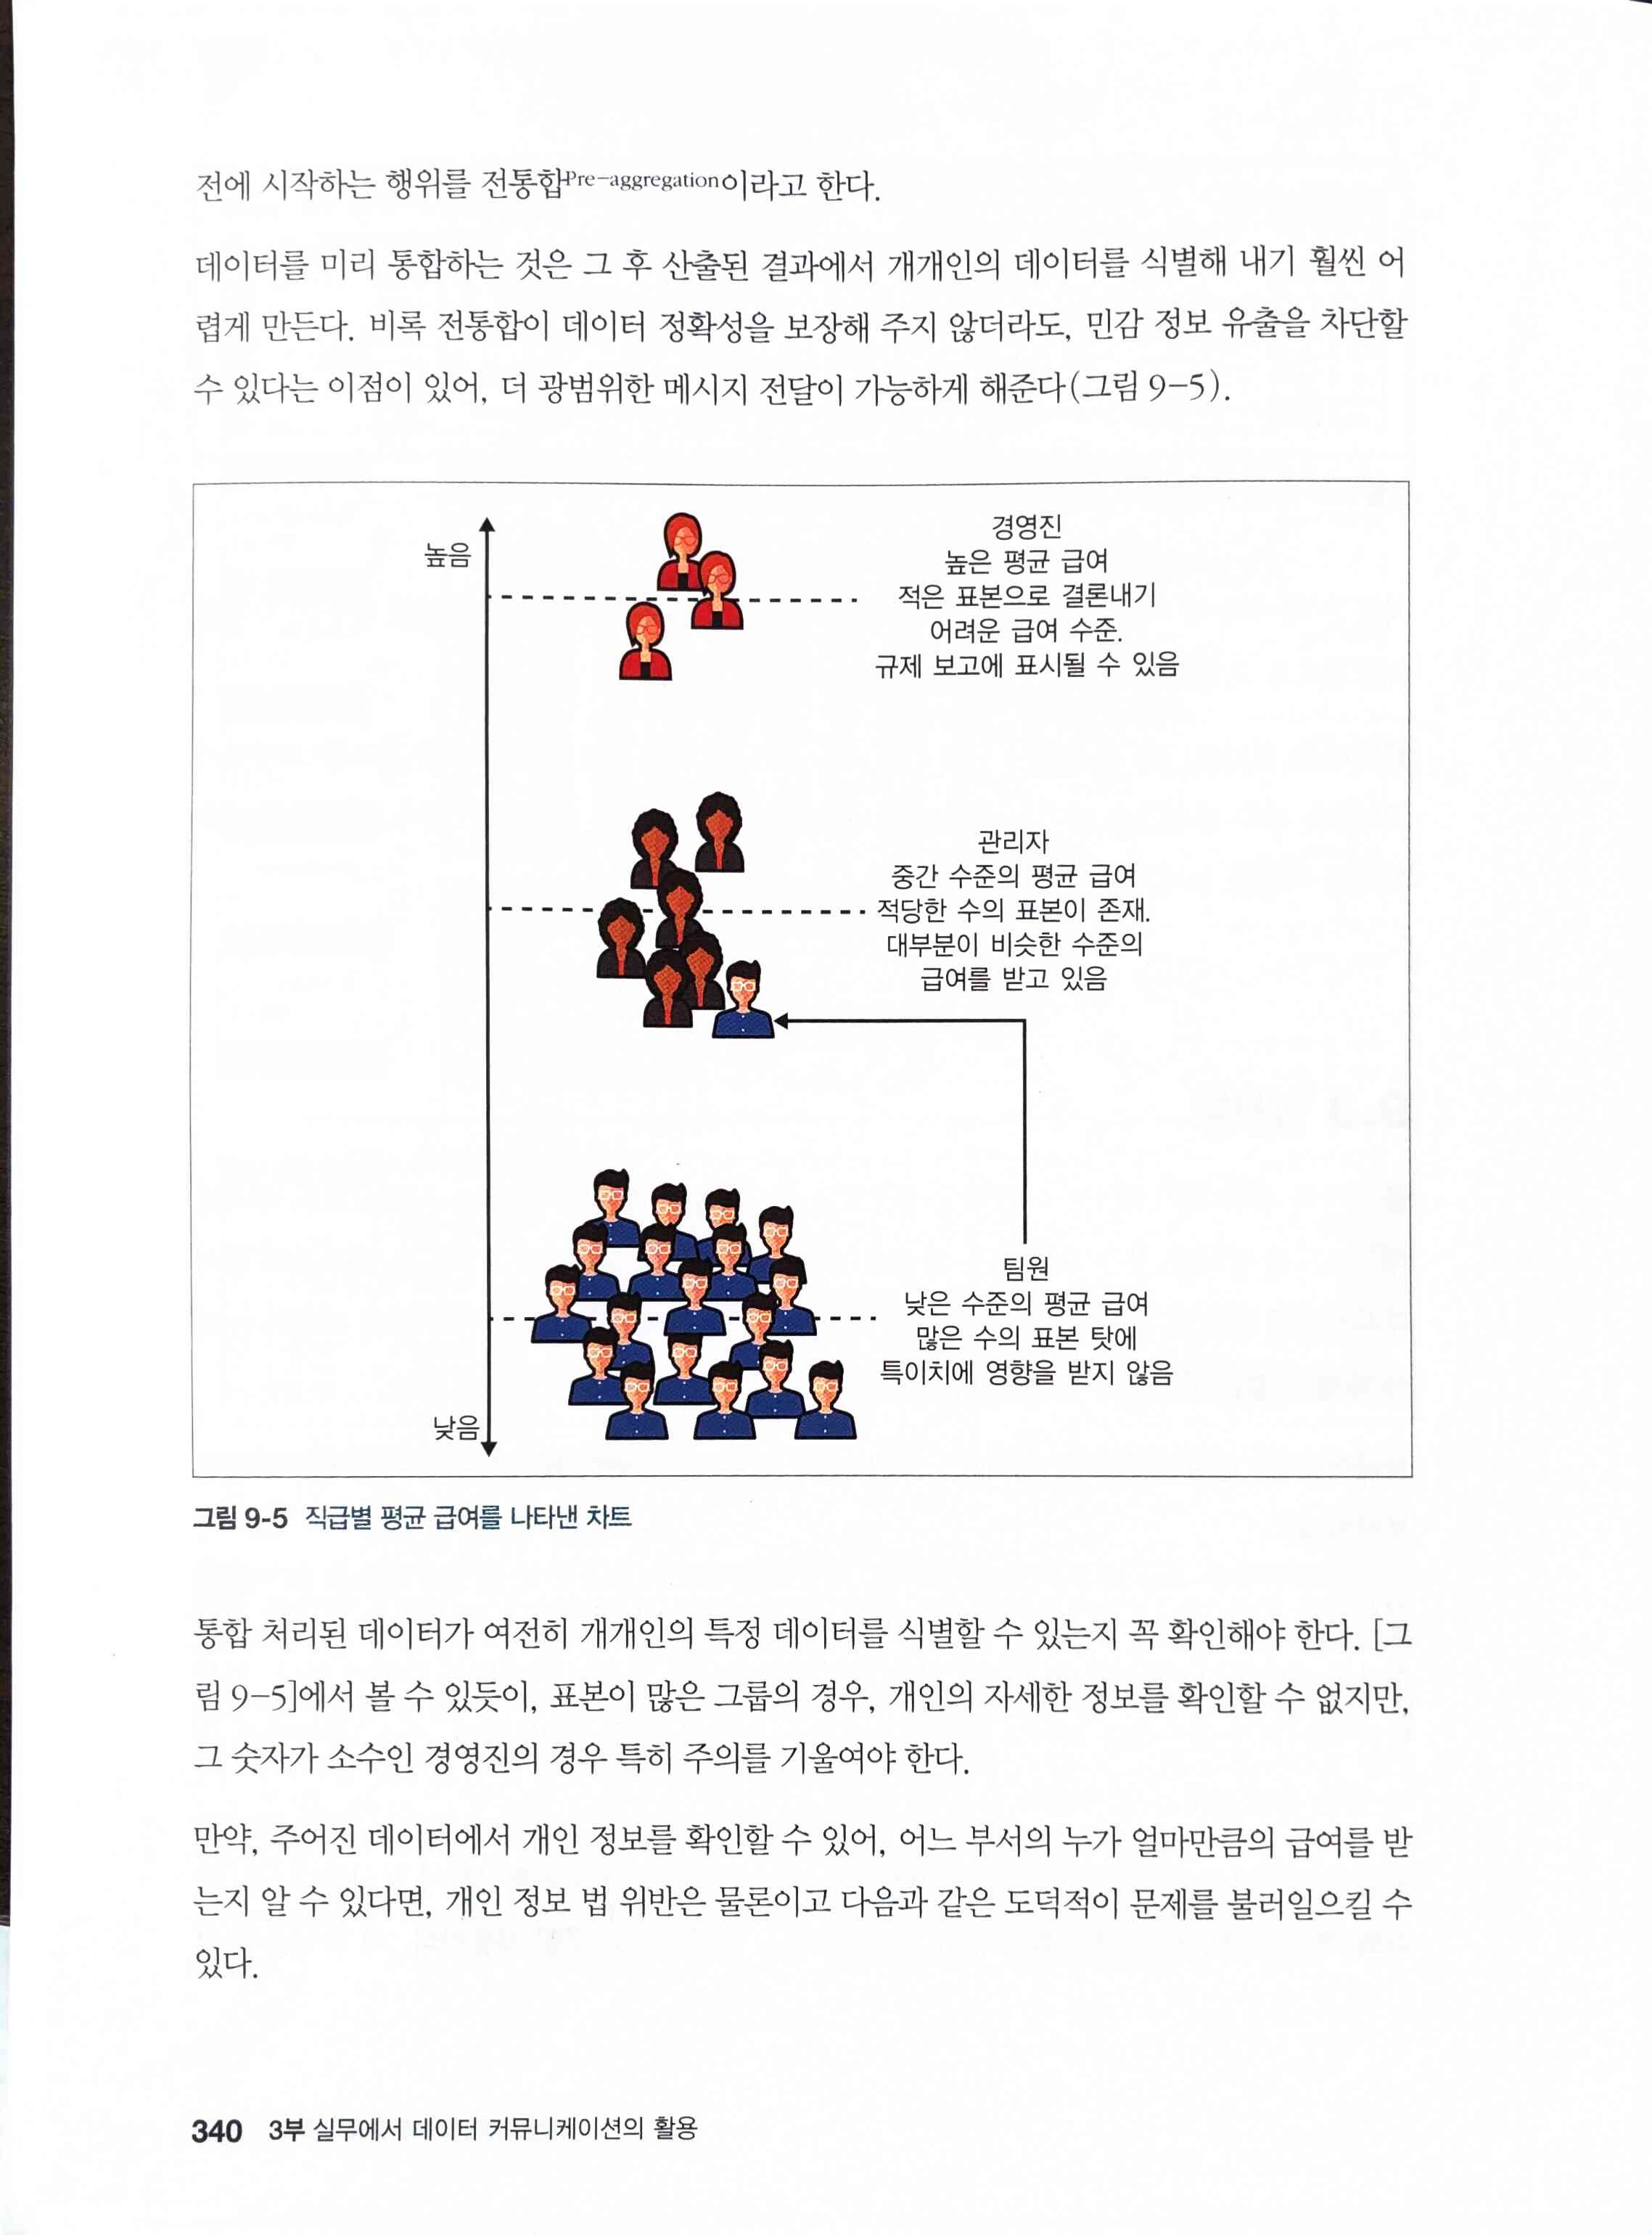 전에 시작하는 행위를 전통합Pre-aggregation이라고 한다.
데이터를 미리 통합하는 것은 그 후 산출된 결과에서 개개인의 데이터를 식별해 내기 훨씬 어
렵게 만든다. 비록 전통합이 데이터 정확성을 보장해 주지 않더라도, 민감 정보 유출을 차단할
수 있다는 이점이 있어, 더 광범위한 메시지 전달이 가능하게 해준다(그림 9-5).
높음
경영진
높은 평균 급여
적은 표본으로 결론내기
어려운 급여 수준.
규제 보고에 표시될 수 있음
관리자
중간 수준의 평균 급여
적당한 수의 표본이 존재.
대부분이 비슷한 수준의
급여를 받고 있음
팀원
낮은 수준의 평균 급여
많은 수의 표본 탓에
특이치에 영향을 받지 않음
낮음
그림 9-5 직급별 평균 급여를 나타낸 차트
통합 처리된 데이터가 여전히 개개인의 특정 데이터를 식별할 수 있는지 꼭 확인해야 한다. [그
림 9-5]에서 볼 수 있듯이, 표본이 많은 그룹의 경우, 개인의 자세한 정보를 확인할 수 없지만,
그 숫자가 소수인 경영진의 경우 특히 주의를 기울여야 한다.
만약, 주어진 데이터에서 개인 정보를 확인할 수 있어, 어느 부서의 누가 얼마만큼의 급여를 받
는지 알 수 있다면, 개인 정보 법 위반은 물론이고 다음과 같은 도덕적이 문제를 불러일으킬 수
있다.
340 3부 실무에서 데이터 커뮤니케이션의 활용